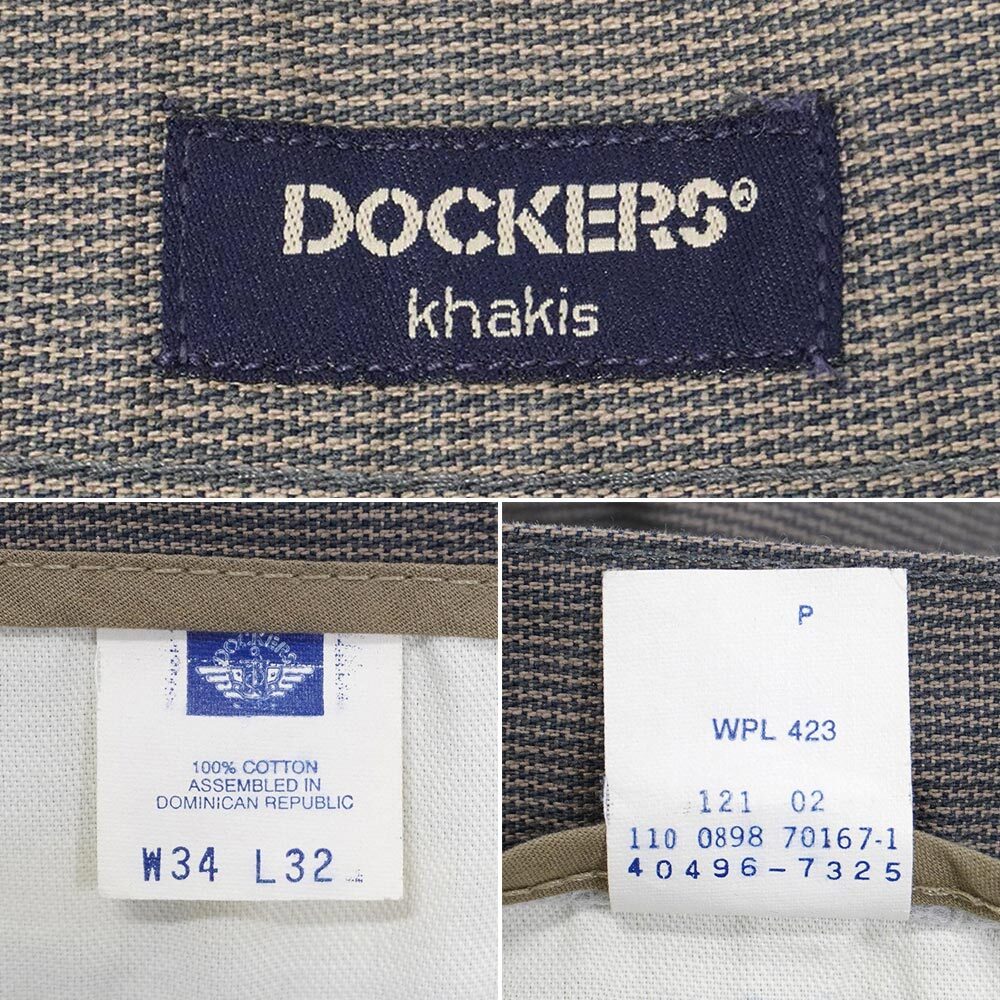 DOCKERS®
khakis
DOCKERS
100% COTTON
ASSEMBLED IN
DOMINICAN REPUBLIC
W34 L32
P
WPL 423
121 02
110 0898 70167-1
40496-7325